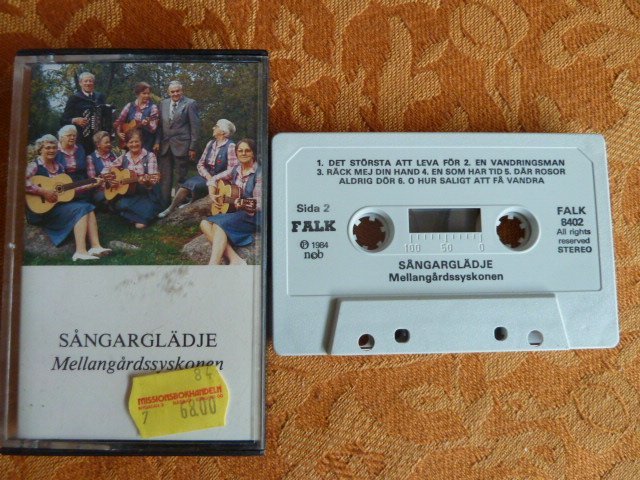 SÅNGARGLÄDJE
Mellangårdssyskonen
84
MISSIONSBOKHANDELN
7 68.00
1. DET STÖRSTA ATT LEVA FÖR 2. EN VANDRINGSMAN
3. RÄCK MEJ DIN HAND 4. EN SOM HAR TID 5. DÄR ROSOR
ALDRIG DÖR 6. O HUR SALIGT ATT FÅ VANDRA
Sida 2
FALK
℗ 1984
ncb
100 50 0
FALK
8402
All rights
reserved
STEREO
SÅNGARGLÄDJE
Mellangårdssyskonen